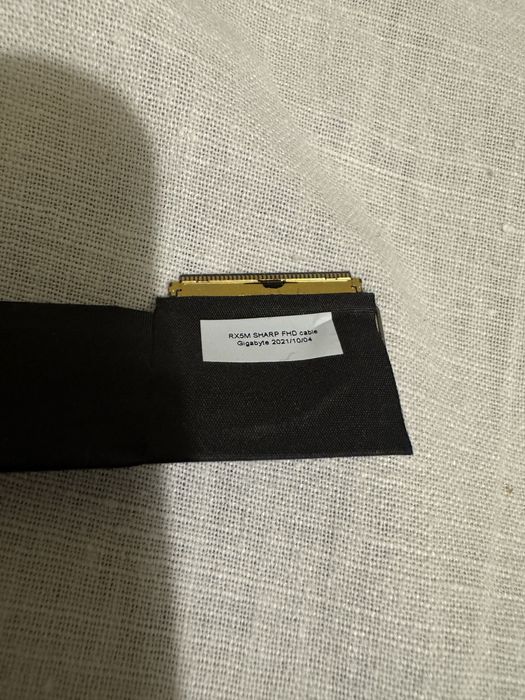 RX5M SHARP FHD cable
Gigabyte 2021/10/04